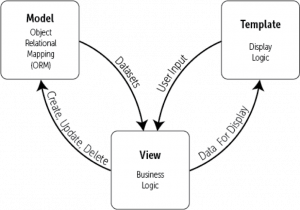 Model
Object
Relational
Mapping
(ORM)
Template
Display
Logic
Datasets
User Input
Create, Update, Delete
Data For Display
View
Business
Logic